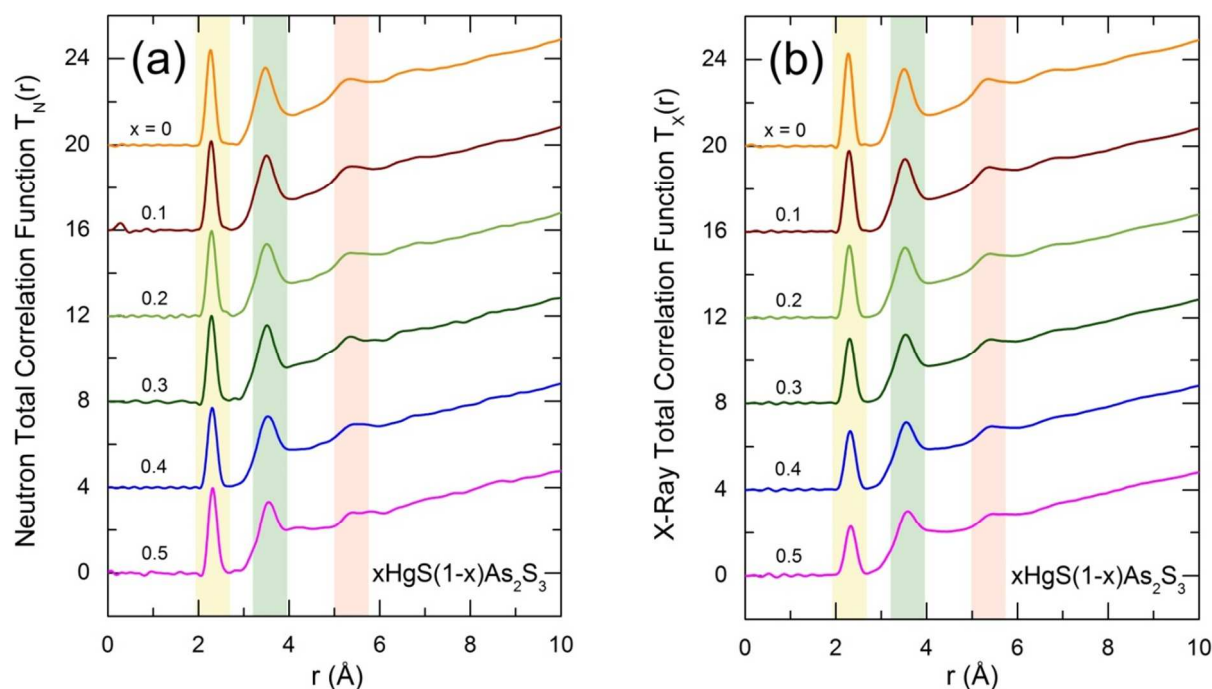 (a)
Neutron Total Correlation Function T_N(r)
24
20
16
12
8
4
0
x = 0
0.1
0.2
0.3
0.4
0.5
xHgS(1-x)As₂S₃
0 2 4 6 8 10
r (Å)
(b)
X-Ray Total Correlation Function T_X(r)
24
20
16
12
8
4
0
x = 0
0.1
0.2
0.3
0.4
0.5
xHgS(1-x)As₂S₃
0 2 4 6 8 10
r (Å)